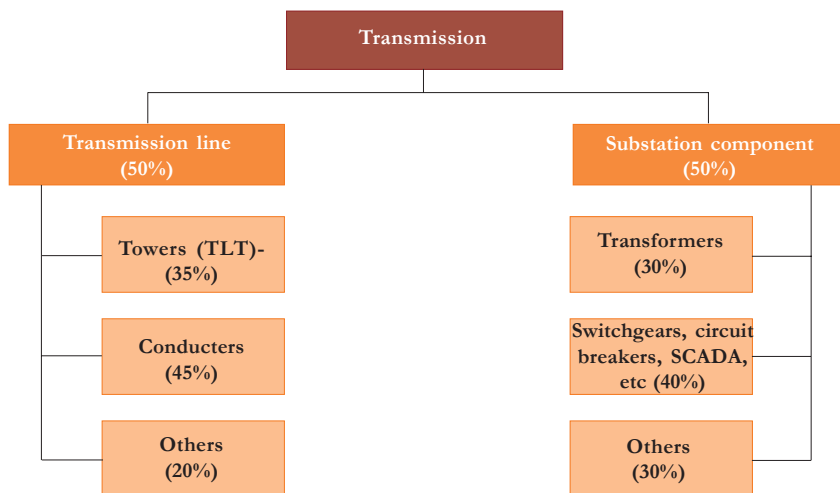 Transmission
Transmission line
(50%)
Towers (TLT)-
(35%)
Conducters
(45%)
Others
(20%)
Substation component
(50%)
Transformers
(30%)
Switchgears, circuit
breakers, SCADA,
etc (40%)
Others
(30%)